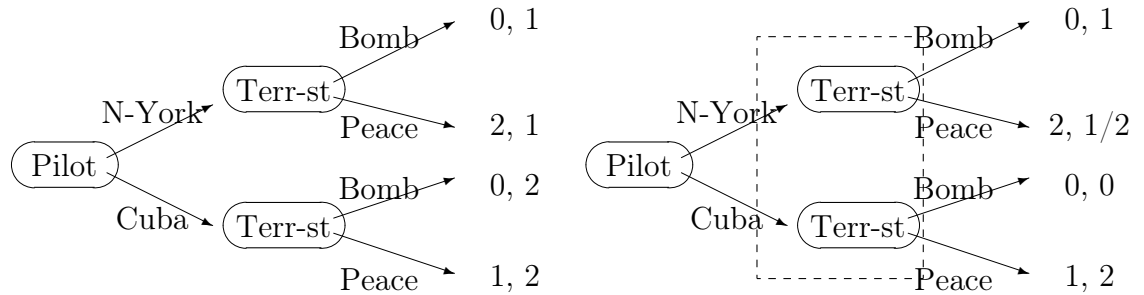 0, 1
Bomb
Terr-st
N-York
Peace
2, 1
Pilot
Bomb
0, 2
Cuba
Terr-st
Peace
1, 2
0, 1
Bomb
Terr-st
N-York
Peace
2, 1/2
Pilot
Bomb
0, 0
Cuba
Terr-st
Peace
1, 2